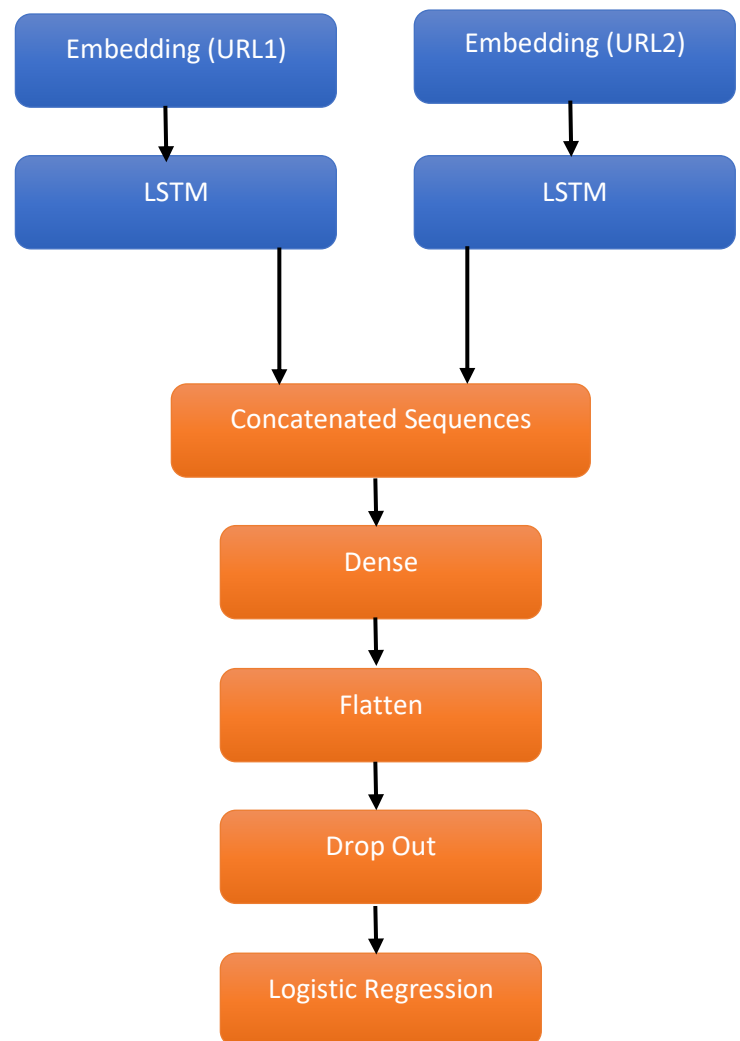 Embedding (URL1)
Embedding (URL2)
LSTM
LSTM
Concatenated Sequences
Dense
Flatten
Drop Out
Logistic Regression